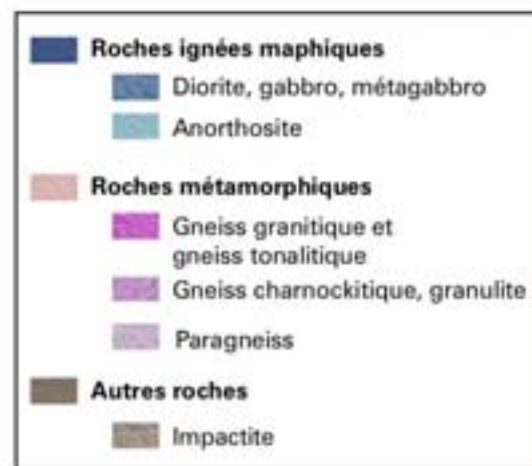 Roches ignées maphiques
Diorite, gabbro, métagabbro
Anorthosite
Roches métamorphiques
Gneiss granitique et
gneiss tonalitique
Gneiss charnockitique, granulite
Paragneiss
Autres roches
Impactite